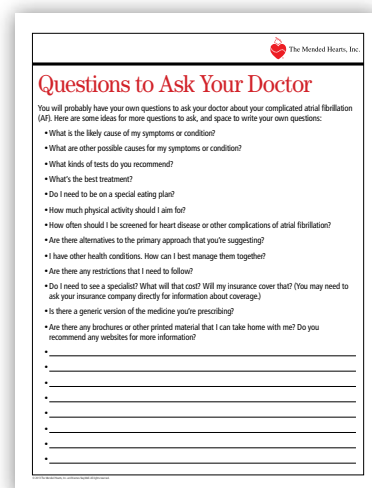 The Mended Hearts, Inc.
Questions to Ask Your Doctor
You will probably have your own questions to ask your doctor about your complicated atrial fibrillation
(AF). Here are some ideas for more questions to ask, and space to write your own questions:
• What is the likely cause of my symptoms or condition?
• What are other possible causes for my symptoms or condition?
• What kinds of tests do you recommend?
• What's the best treatment?
• Do I need to be on a special eating plan?
• How much physical activity should I aim for?
• How often should I be screened for heart disease or other complications of atrial fibrillation?
• Are there alternatives to the primary approach that you're suggesting?
• I have other health conditions. How can I best manage them together?
• Are there any restrictions that I need to follow?
• Do I need to see a specialist? What will that cost? Will my insurance cover that? (You may need to
ask your insurance company directly for information about coverage.)
• Is there a generic version of the medicine you're prescribing?
• Are there any brochures or other printed material that I can take home with me? Do you
recommend any websites for more information?
•
•
•
•
•
•
•
•